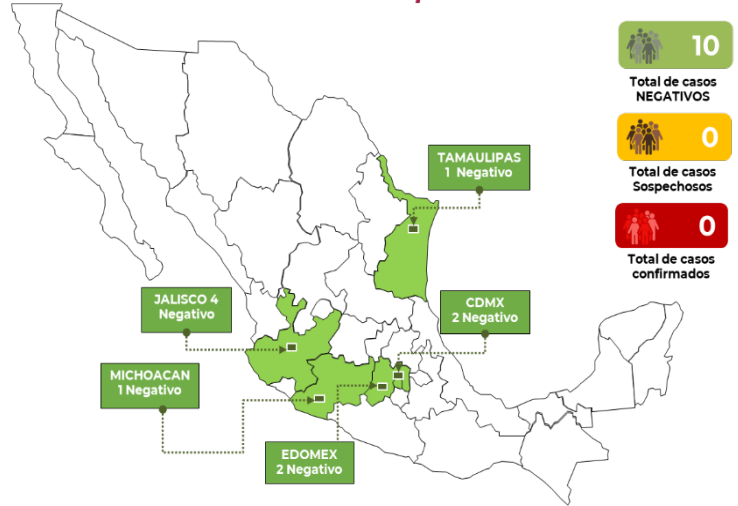 10
Total de casos
NEGATIVOS
0
Total de casos
Sospechosos
0
Total de casos
confirmados
TAMAULIPAS
1 Negativo
JALISCO 4
Negativo
CDMX
2 Negativo
MICHOACAN
1 Negativo
EDOMEX
2 Negativo